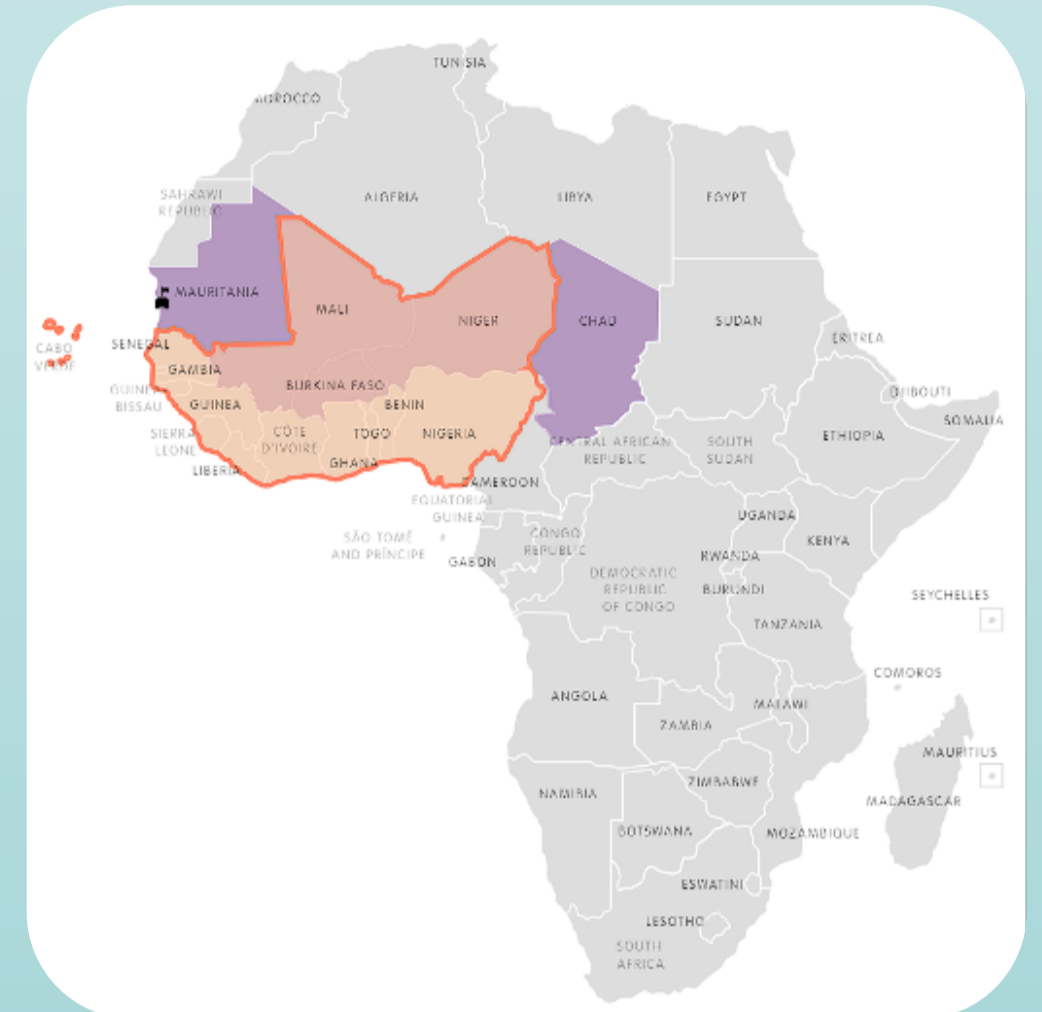 TUNISIA
MOROCCO
SAHRAWI
REPUBLIC
ALGERIA
LIBYA
EGYPT
MAURITANIA
MALI
NIGER
CHAD
SUDAN
ERITREA
CABO
VERDE
SENEGAL
GAMBIA
GUINEA
BISSAU
GUINEA
BURKINA FASO
BENIN
DJIBOUTI
SOMALIA
SIERRA
LEONE
CÔTE
D'IVOIRE
TOGO
NIGERIA
CENTRAL AFRICAN
REPUBLIC
SOUTH
SUDAN
ETHIOPIA
LIBERIA
GHANA
CAMEROON
EQUATORIAL
GUINEA
SÃO TOMÉ
AND PRÍNCIPE
GABON
CONGO
REPUBLIC
UGANDA
KENYA
RWANDA
DEMOCRATIC
REPUBLIC
OF CONGO
BURUNDI
TANZANIA
SEYCHELLES
COMOROS
ANGOLA
ZAMBIA
MALAWI
MAURITIUS
NAMIBIA
ZIMBABWE
MADAGASCAR
BOTSWANA
MOZAMBIQUE
ESWATINI
LESOTHO
SOUTH
AFRICA